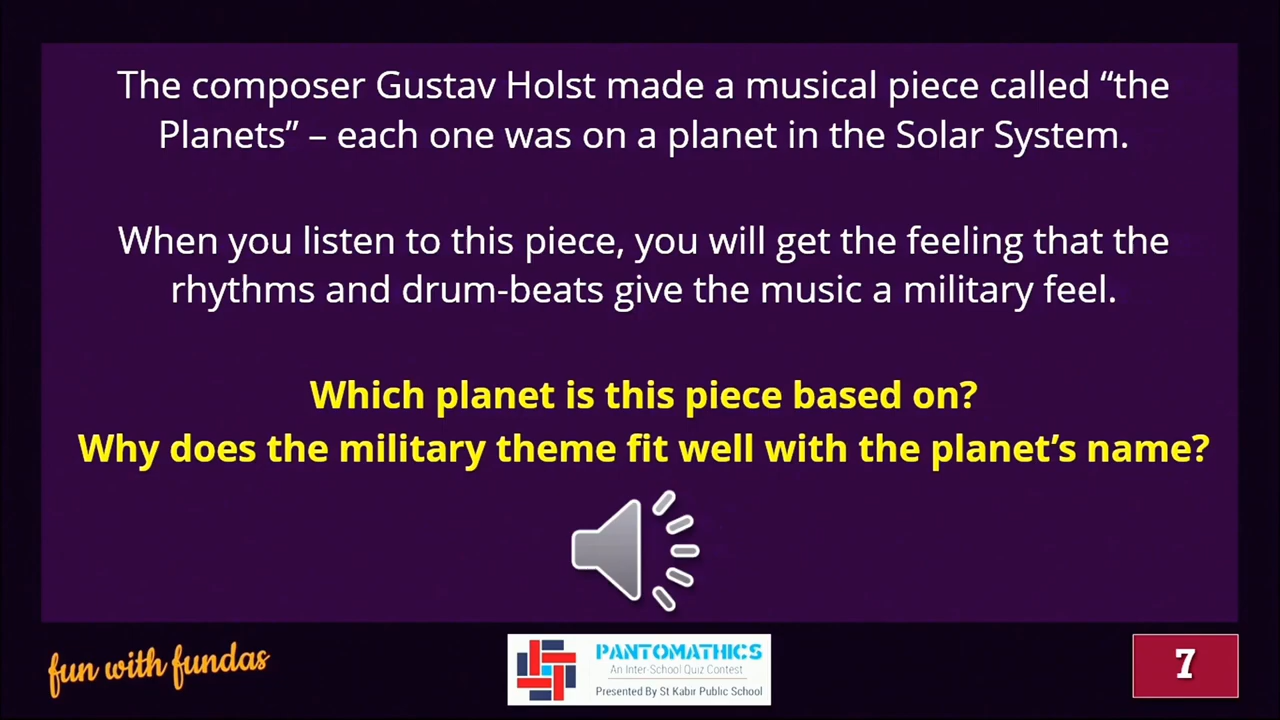 The composer Gustav Holst made a musical piece called “the
Planets” – each one was on a planet in the Solar System.
When you listen to this piece, you will get the feeling that the
rhythms and drum-beats give the music a military feel.
Which planet is this piece based on?
Why does the military theme fit well with the planet’s name?
fun with fundas
PANTOMATHICS
An Inter-School Quiz Contest
Presented By St Kabir Public School
7